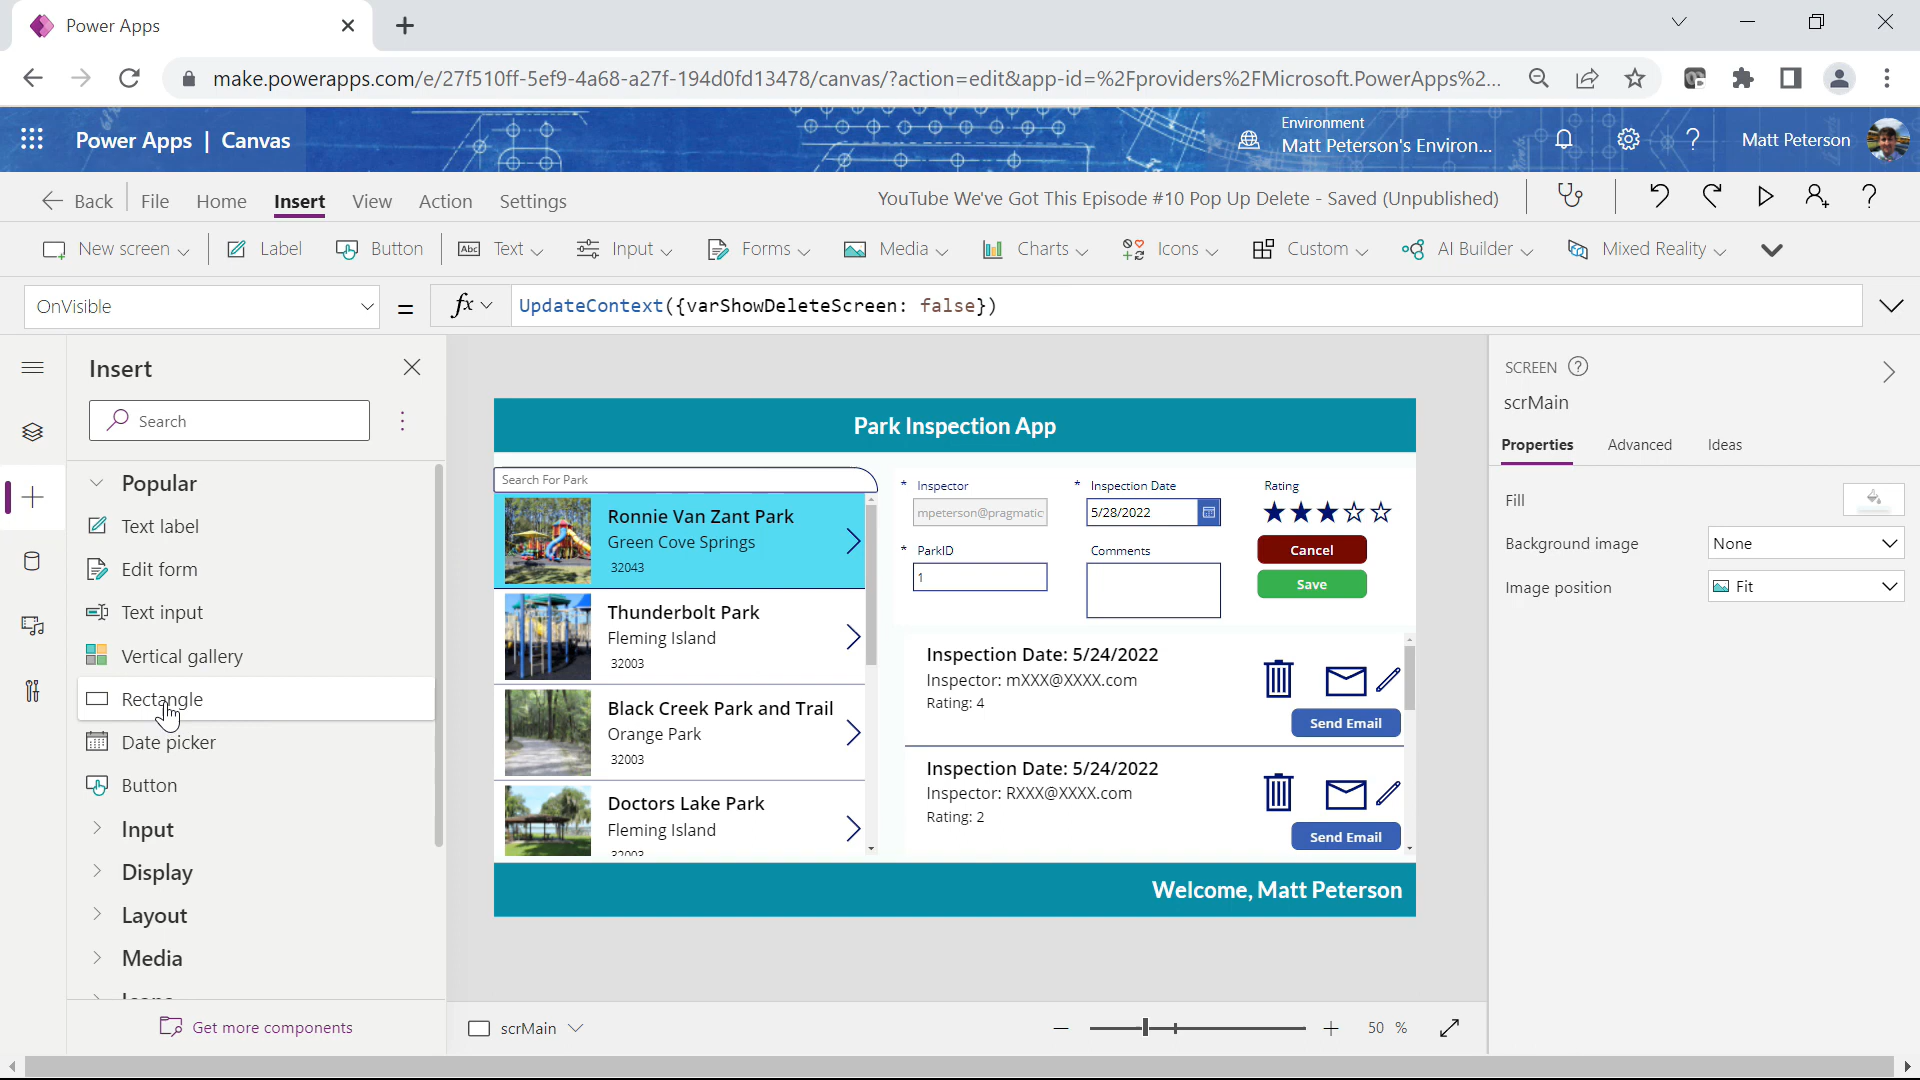 Power Apps
make.powerapps.com/e/27f510ff-5ef9-4a68-a27f-194d0fd13478/canvas/?action=edit&app-id=%2Fproviders%2FMicrosoft.PowerApps%2...
Power Apps | Canvas
Environment
Matt Peterson's Environ...
Matt Peterson
Back File Home Insert View Action Settings
YouTube We've Got This Episode #10 Pop Up Delete - Saved (Unpublished)
New screen Label Button Text Input Forms Media Charts Icons Custom AI Builder Mixed Reality
OnVisible = fx UpdateContext({varShowDeleteScreen: false})
Insert
Search
Popular
Text label
Edit form
Text input
Vertical gallery
Rectangle
Date picker
Button
Input
Display
Layout
Media
Get more components
Park Inspection App
Search For Park
Ronnie Van Zant Park
Green Cove Springs
32043
Thunderbolt Park
Fleming Island
32003
Black Creek Park and Trail
Orange Park
32003
Doctors Lake Park
Fleming Island
32003
* Inspector
mpeterson@pragmatic
* Inspection Date
5/28/2022
Rating
* ParkID
1
Comments
Cancel
Save
Inspection Date: 5/24/2022
Inspector: mXXX@XXXX.com
Rating: 4
Send Email
Inspection Date: 5/24/2022
Inspector: RXXX@XXXX.com
Rating: 2
Send Email
Welcome, Matt Peterson
scrMain
50 %
SCREEN
scrMain
Properties Advanced Ideas
Fill
Background image None
Image position Fit